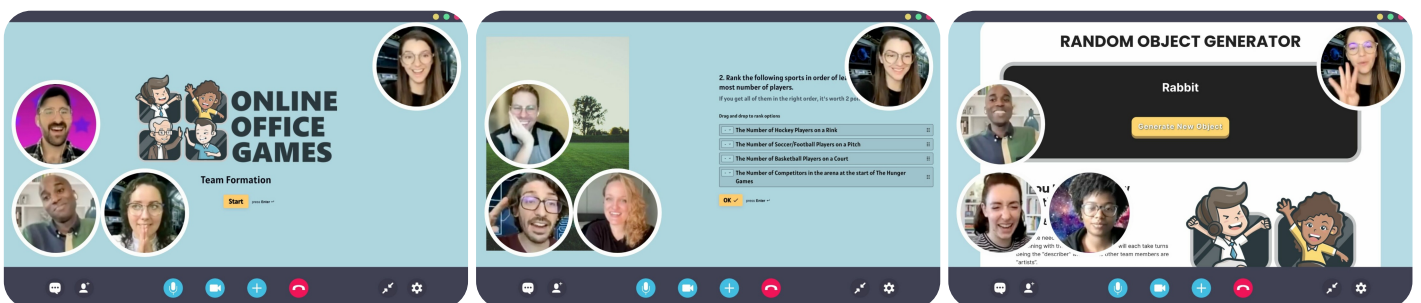 ONLINE
OFFICE
GAMES
Team Formation
Start press Enter ↵
2. Rank the following sports in order of
most number of players.
If you get all of them in the right order, it's worth 2
Drag and drop to rank options
The Number of Hockey Players on a Rink
The Number of Soccer/Football Players on a Pitch
The Number of Basketball Players on a Court
The Number of Competitors in the arena at the start of The Hunger
Games
OK ✓ press Enter ↵
RANDOM OBJECT GENERATOR
Rabbit
Generate New Object
will each take turns
being the "describer"
other team members are
"artists".